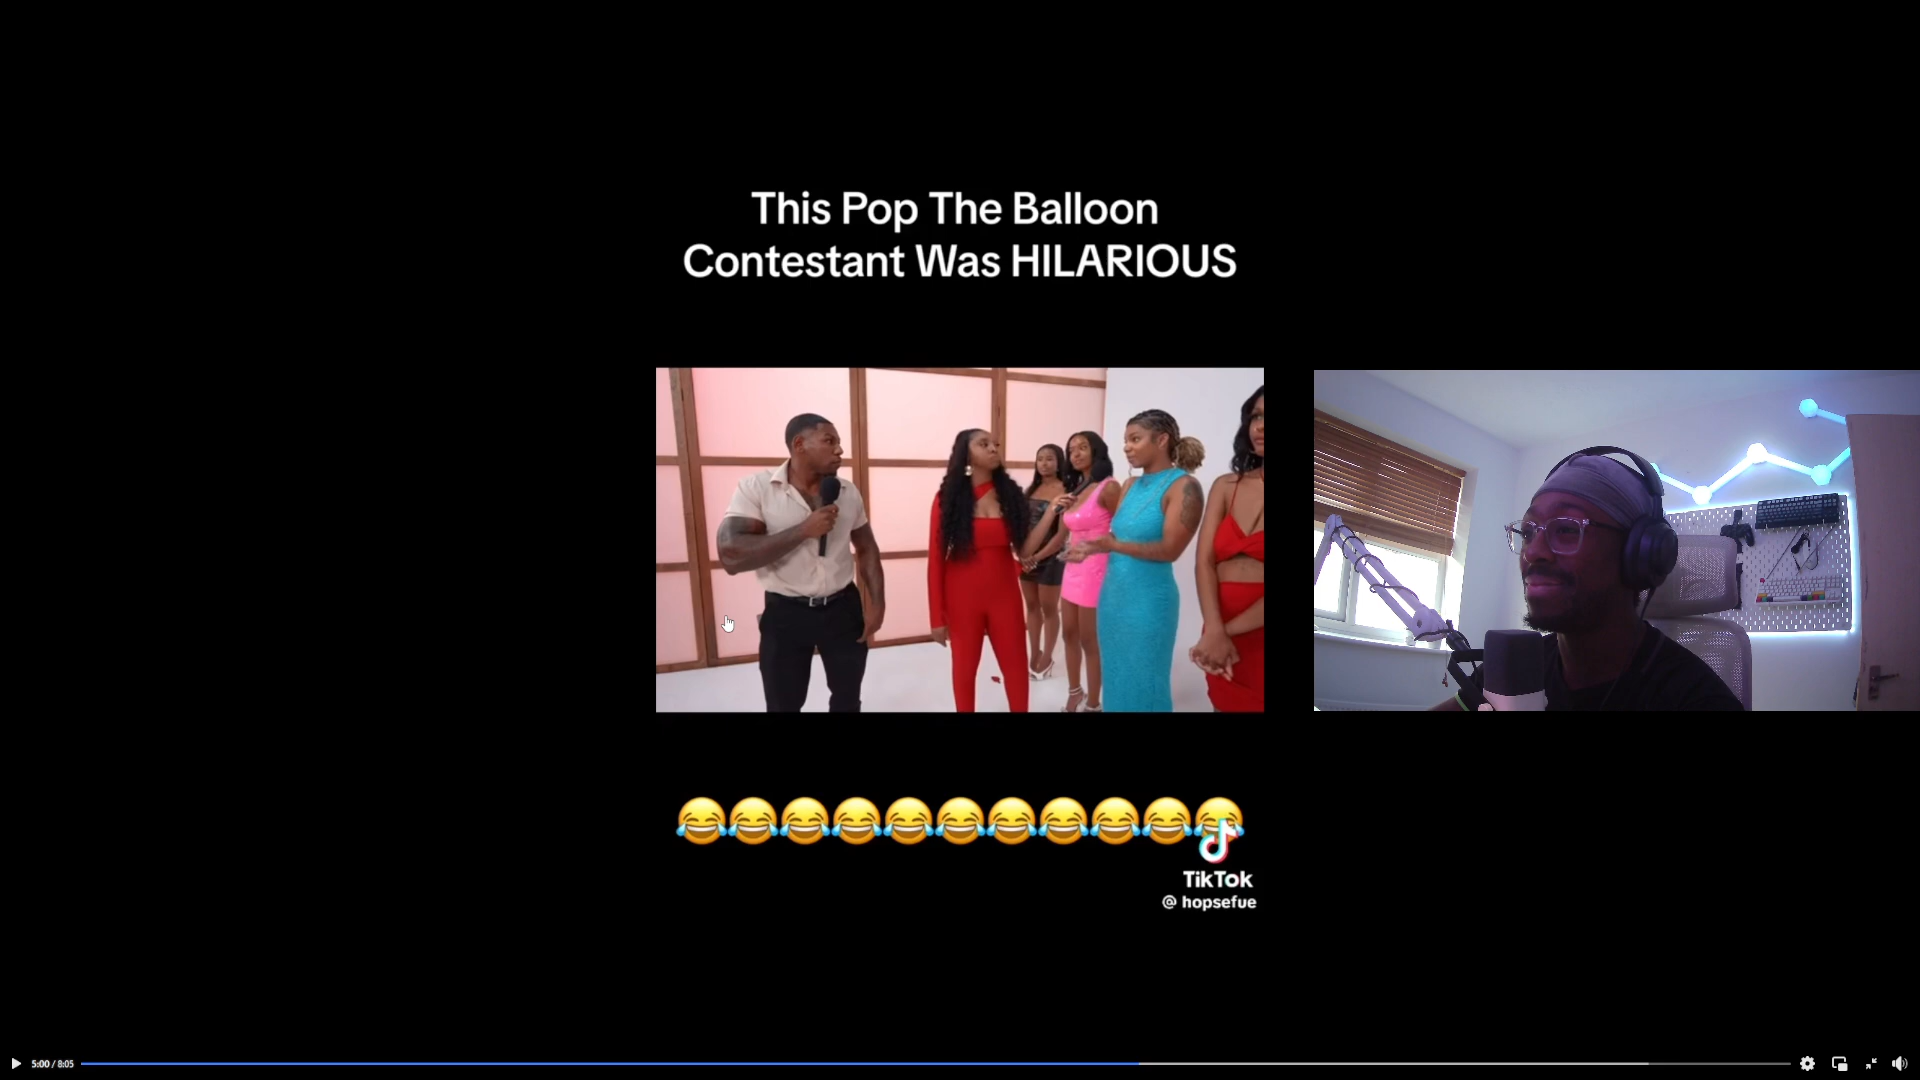 This Pop The Balloon
Contestant Was HILARIOUS
😂😂😂😂😂😂😂😂😂😂😂
TikTok
@ hopsefue
5:00 / 8:05